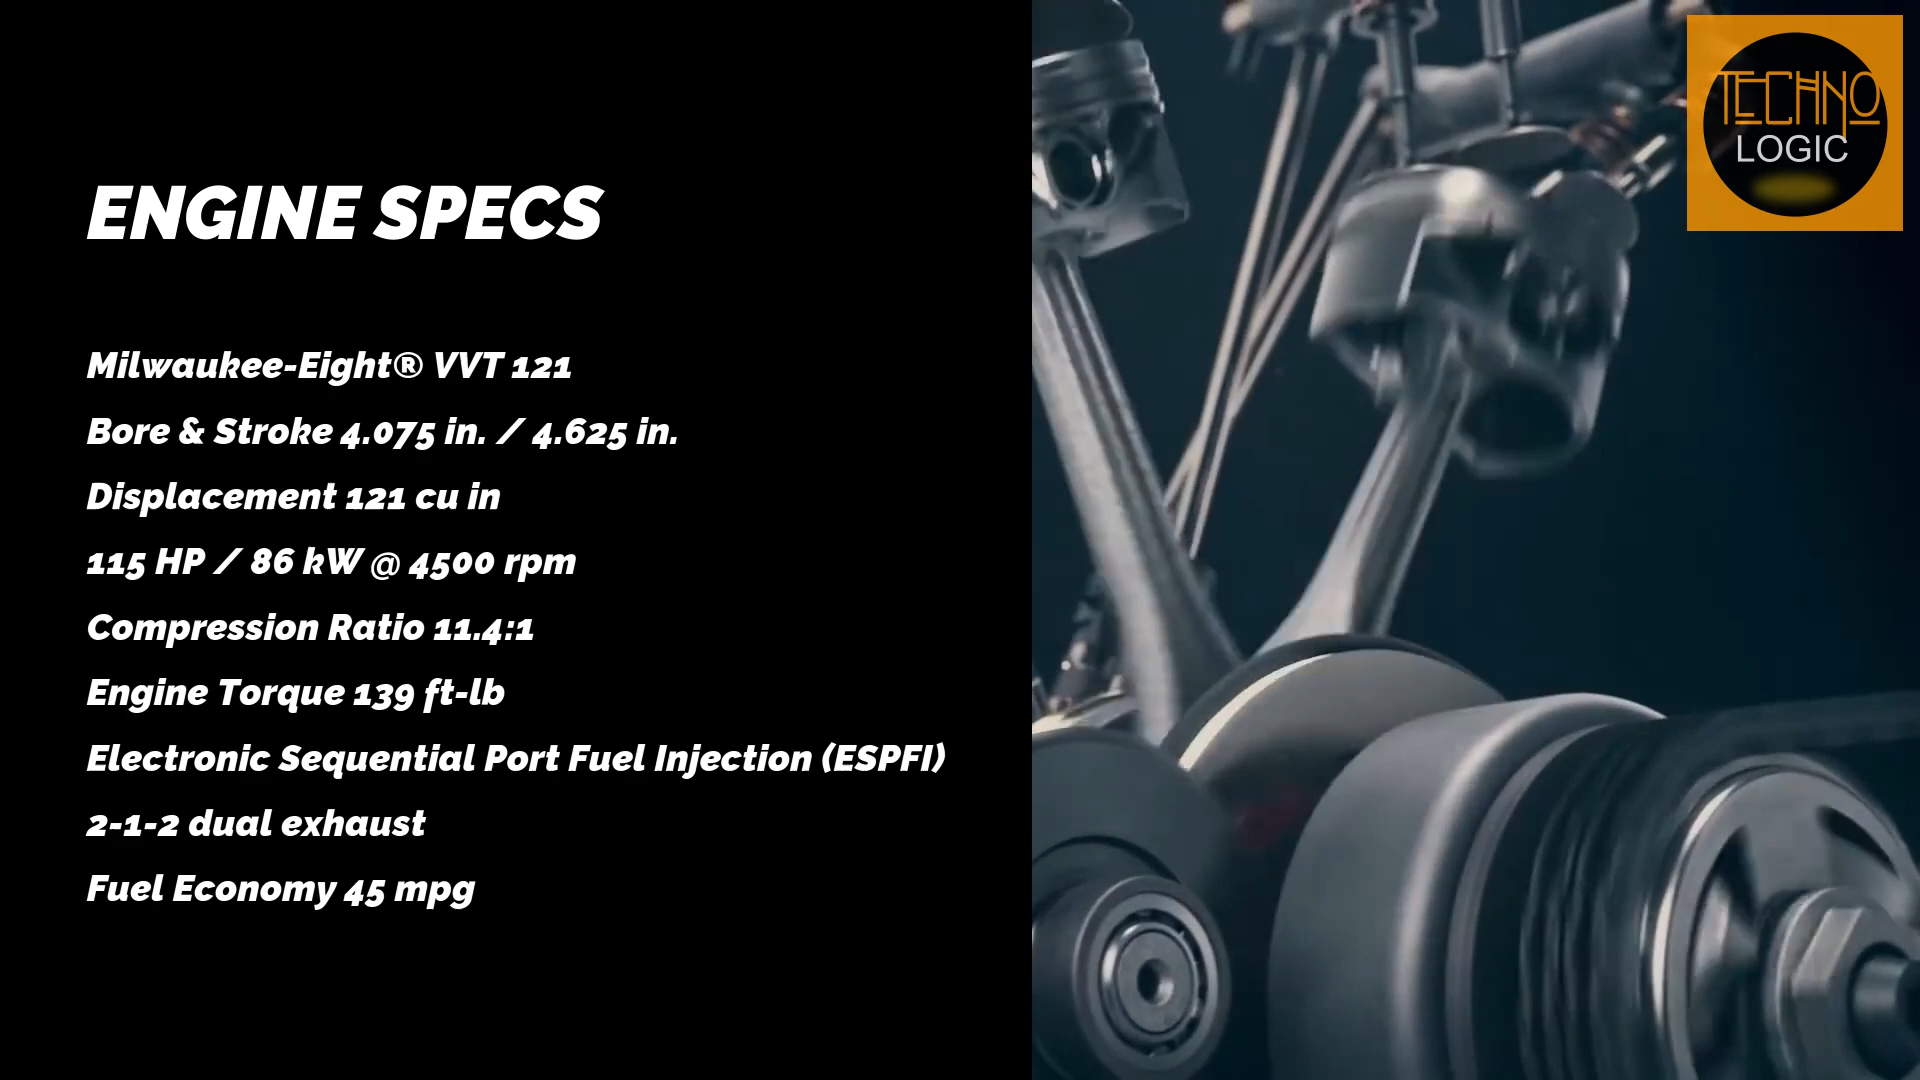 ENGINE SPECS
Milwaukee-Eight® VVT 121
Bore & Stroke 4.075 in. / 4.625 in.
Displacement 121 cu in
115 HP / 86 kW @ 4500 rpm
Compression Ratio 11.4:1
Engine Torque 139 ft-lb
Electronic Sequential Port Fuel Injection (ESPFI)
2-1-2 dual exhaust
Fuel Economy 45 mpg
TECHNO
LOGIC